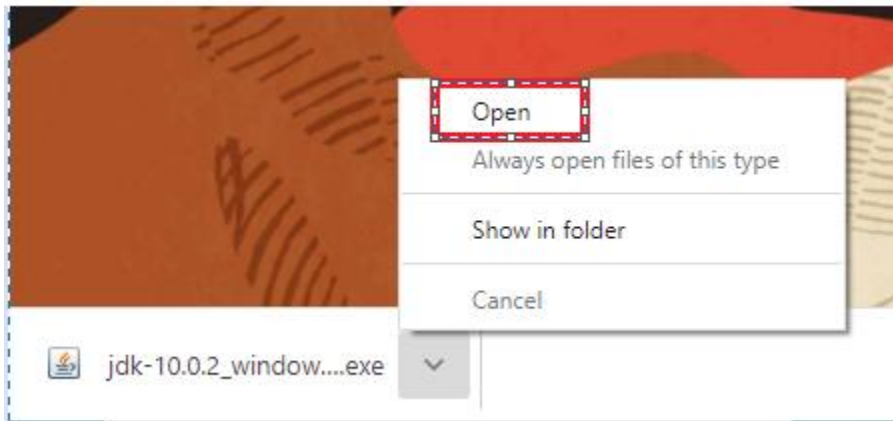 Open
Always open files of this type
Show in folder
Cancel
jdk-10.0.2_window....exe